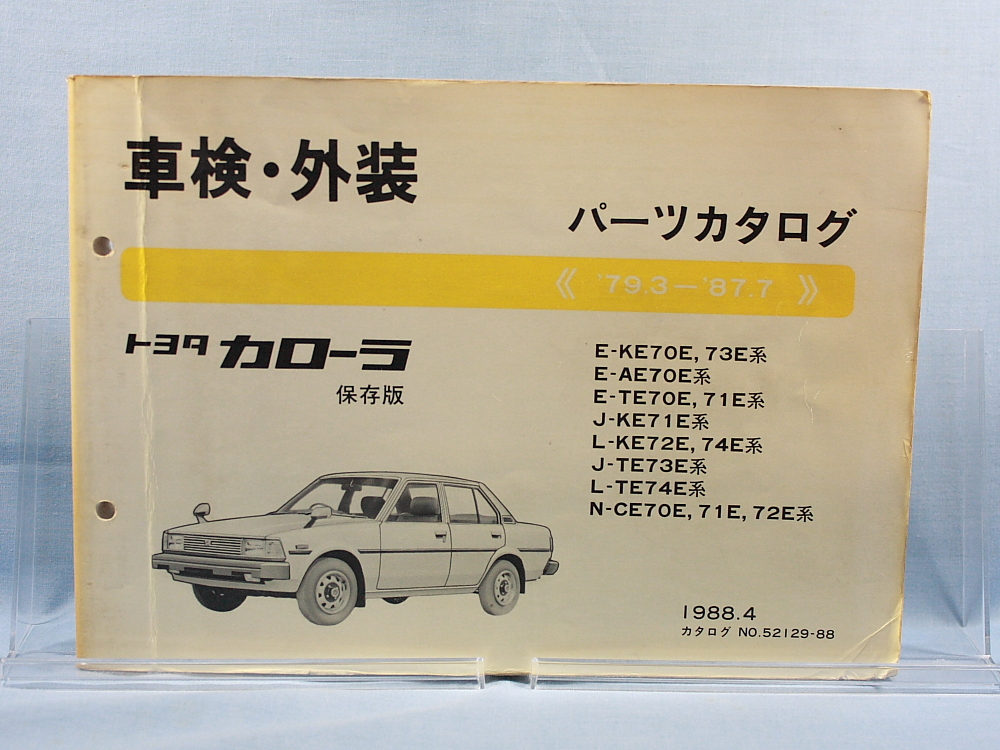 車検・外装
パーツカタログ
《 '79.3－'87.7 》
トヨタ カローラ
保存版
E-KE70E, 73E系
E-AE70E系
E-TE70E, 71E系
J-KE71E系
L-KE72E, 74E系
J-TE73E系
L-TE74E系
N-CE70E, 71E, 72E系
1988.4
カタログ NO.52129-88